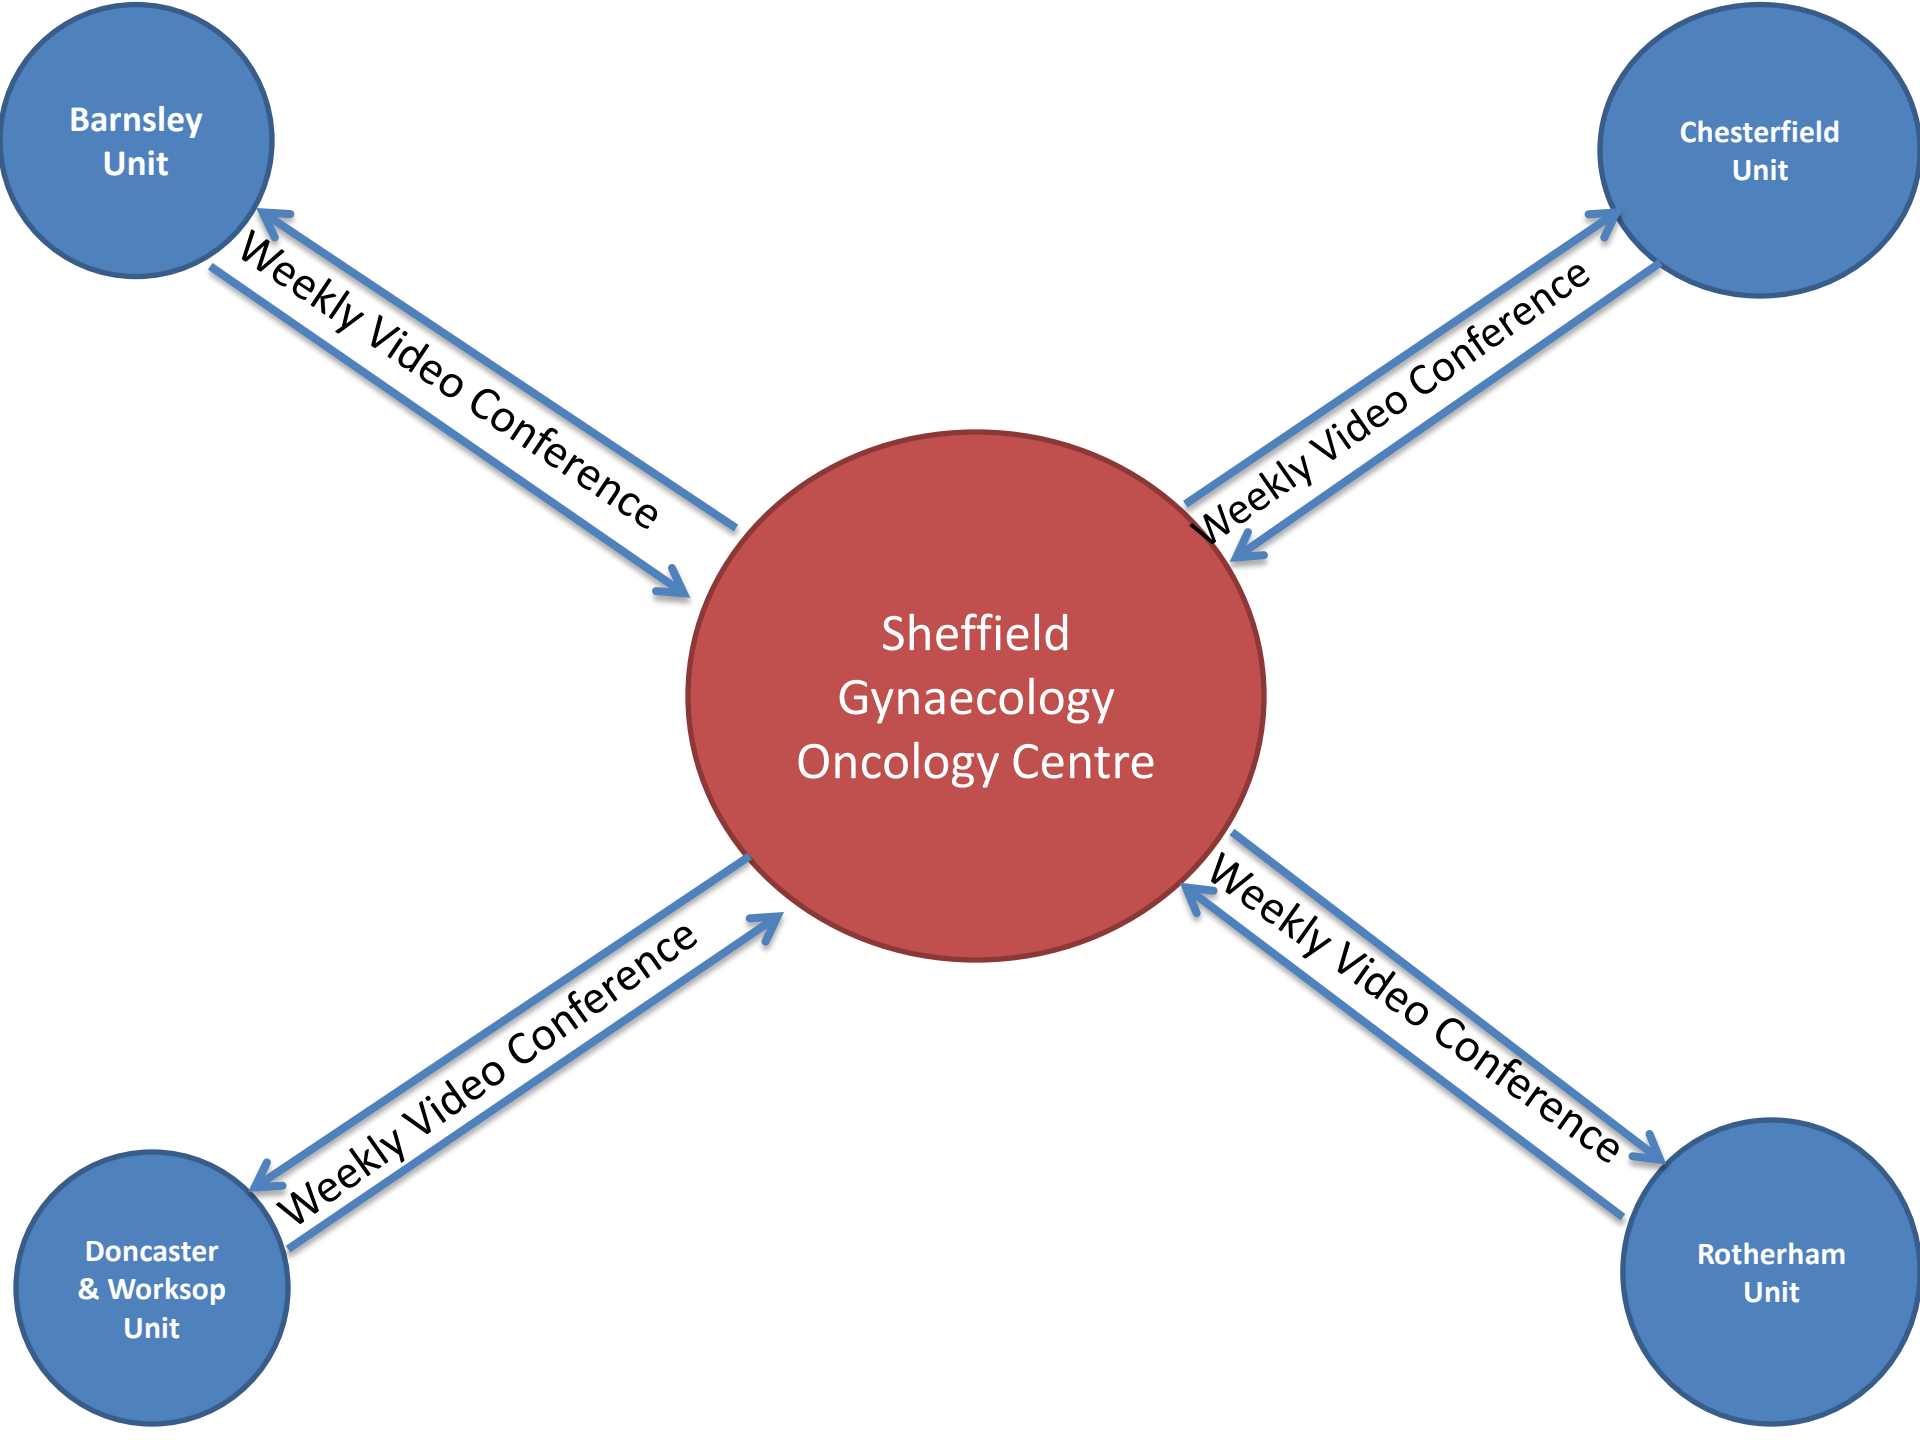 Barnsley
Unit
Chesterfield
Unit
Weekly Video Conference
Weekly Video Conference
Sheffield
Gynaecology
Oncology Centre
Weekly Video Conference
Weekly Video Conference
Doncaster
& Worksop
Unit
Rotherham
Unit